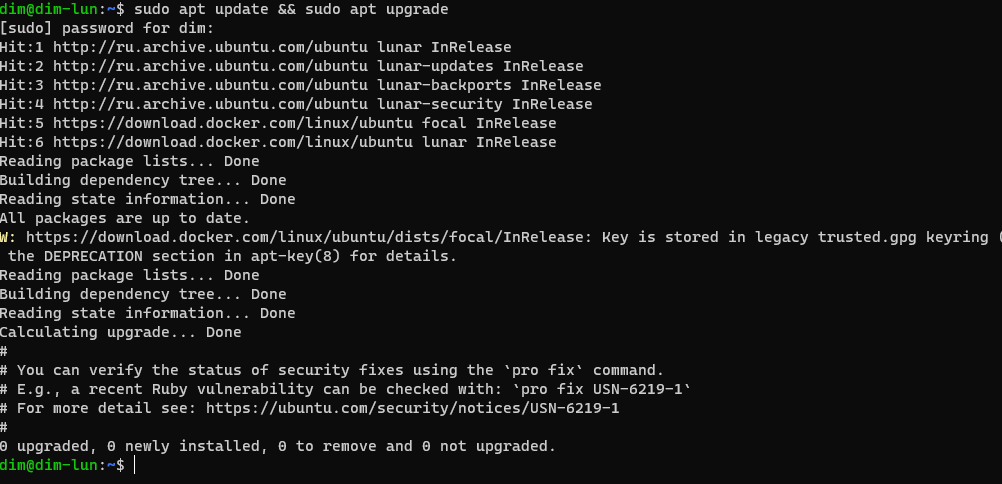 dim@dim-lun:~$ sudo apt update && sudo apt upgrade
[sudo] password for dim:
Hit:1 http://ru.archive.ubuntu.com/ubuntu lunar InRelease
Hit:2 http://ru.archive.ubuntu.com/ubuntu lunar-updates InRelease
Hit:3 http://ru.archive.ubuntu.com/ubuntu lunar-backports InRelease
Hit:4 http://ru.archive.ubuntu.com/ubuntu lunar-security InRelease
Hit:5 https://download.docker.com/linux/ubuntu focal InRelease
Hit:6 https://download.docker.com/linux/ubuntu lunar InRelease
Reading package lists... Done
Building dependency tree... Done
Reading state information... Done
All packages are up to date.
W: https://download.docker.com/linux/ubuntu/dists/focal/InRelease: Key is stored in legacy trusted.gpg keyring (
the DEPRECATION section in apt-key(8) for details.
Reading package lists... Done
Building dependency tree... Done
Reading state information... Done
Calculating upgrade... Done
#
# You can verify the status of security fixes using the `pro fix` command.
# E.g., a recent Ruby vulnerability can be checked with: `pro fix USN-6219-1`
# For more detail see: https://ubuntu.com/security/notices/USN-6219-1
#
0 upgraded, 0 newly installed, 0 to remove and 0 not upgraded.
dim@dim-lun:~$